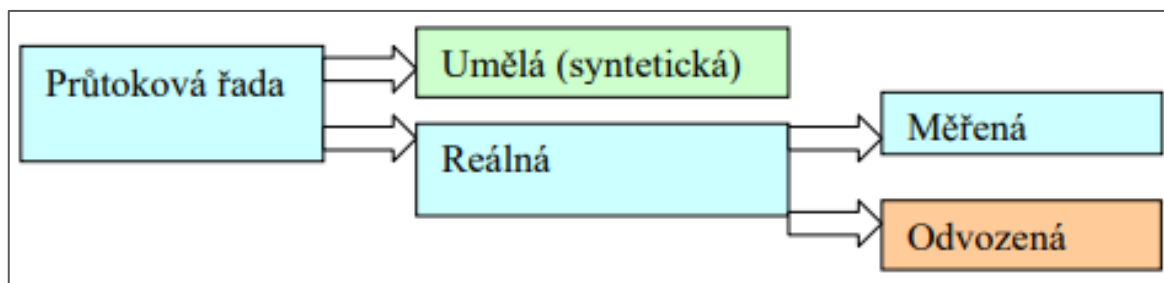 Průtoková řada
Umělá (syntetická)
Reálná
Měřená
Odvozená